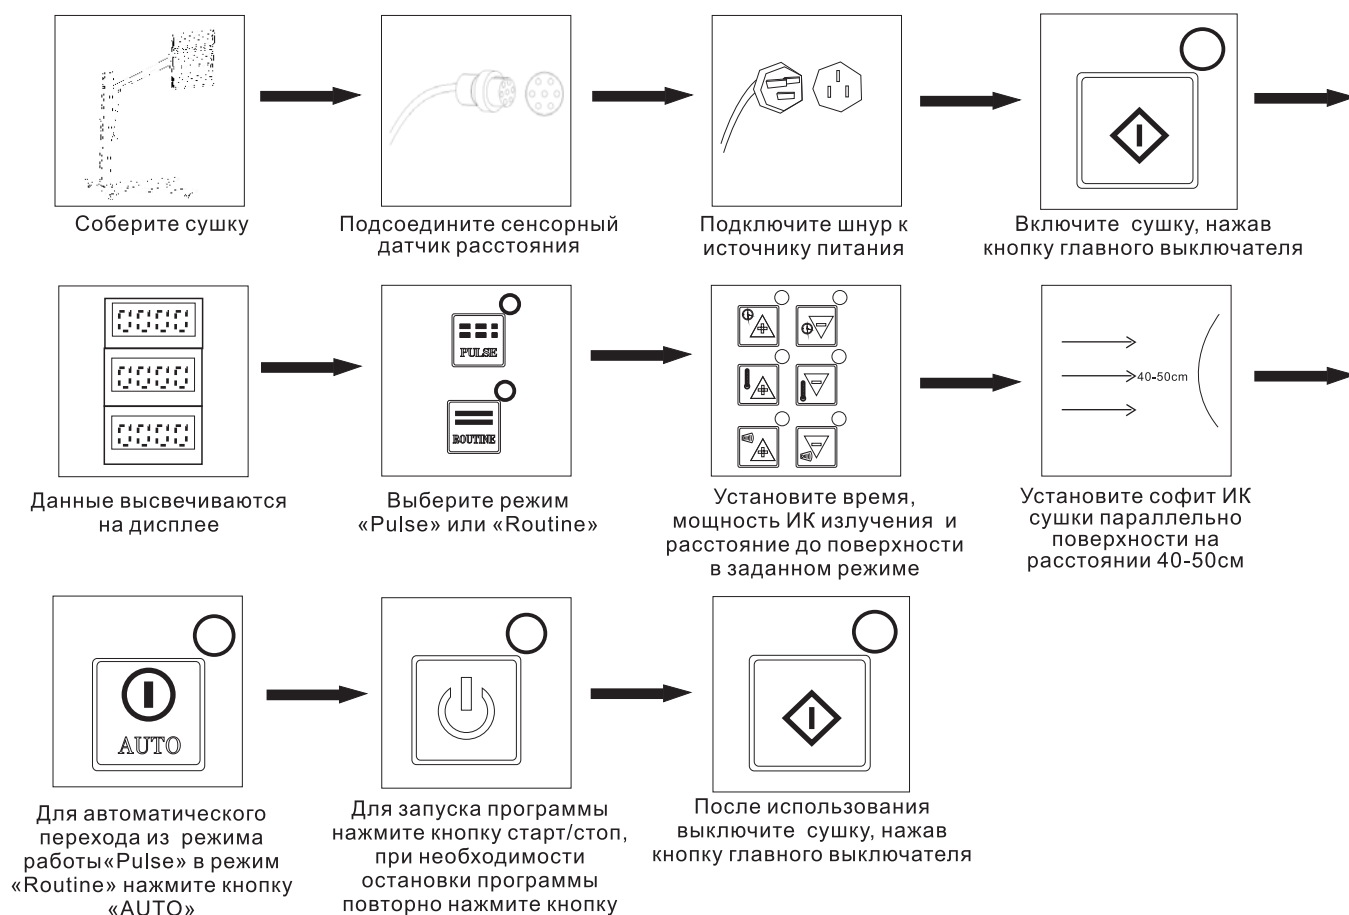 Соберите сушку
Подсоедините сенсорный
датчик расстояния
Подключите шнур к
источнику питания
Включите сушку, нажав
кнопку главного выключателя
0000
0000
0000
Данные высвечиваются
на дисплее
PULSE
ROUTINE
Выберите режим
«Pulse» или «Routine»
Установите время,
мощность ИК излучения и
расстояние до поверхности
в заданном режиме
40-50cm
Установите софит ИК
сушки параллельно
поверхности на
расстоянии 40-50см
AUTO
Для автоматического
перехода из режима
работы«Pulse» в режим
«Routine» нажмите кнопку
«AUTO»
Для запуска программы
нажмите кнопку старт/стоп,
при необходимости
остановки программы
повторно нажмите кнопку
После использования
выключите сушку, нажав
кнопку главного выключателя